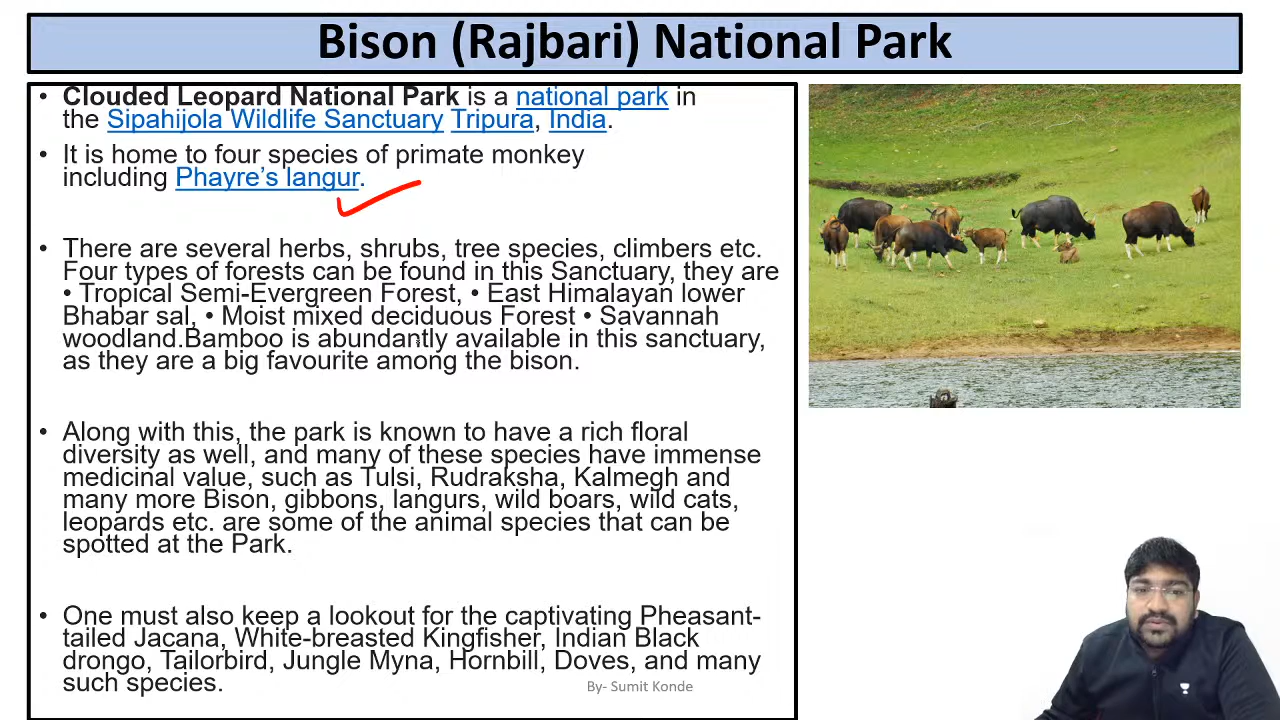 Bison (Rajbari) National Park
• Clouded Leopard National Park is a national park in
the Sipahijola Wildlife Sanctuary Tripura, India.
• It is home to four species of primate monkey
including Phayre’s langur.
• There are several herbs, shrubs, tree species, climbers etc.
Four types of forests can be found in this Sanctuary, they are
• Tropical Semi-Evergreen Forest, • East Himalayan lower
Bhabar sal, • Moist mixed deciduous Forest • Savannah
woodland.Bamboo is abundantly available in this sanctuary,
as they are a big favourite among the bison.
• Along with this, the park is known to have a rich floral
diversity as well, and many of these species have immense
medicinal value, such as Tulsi, Rudraksha, Kalmegh and
many more Bison, gibbons, langurs, wild boars, wild cats,
leopards etc. are some of the animal species that can be
spotted at the Park.
• One must also keep a lookout for the captivating Pheasant-
tailed Jacana, White-breasted Kingfisher, Indian Black
drongo, Tailorbird, Jungle Myna, Hornbill, Doves, and many
such species.
By- Sumit Konde